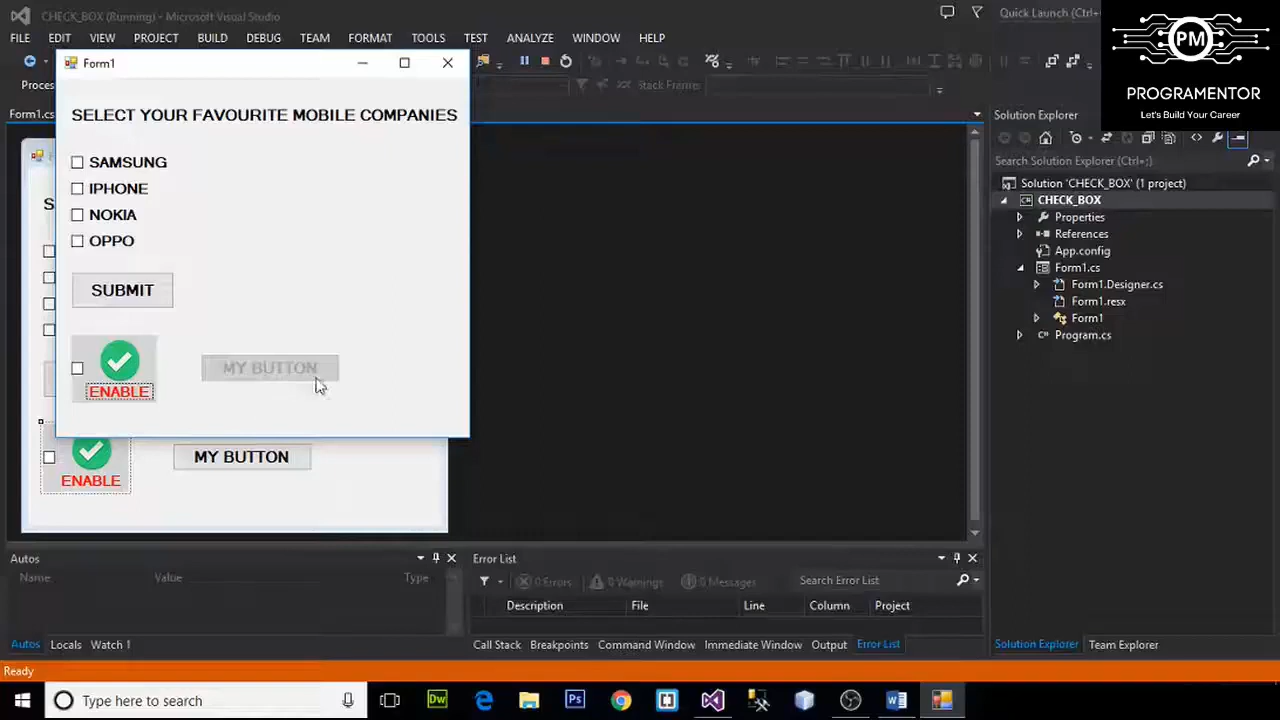 CHECK_BOX (Running) - Microsoft Visual Studio
Quick Launch (Ctrl+
FILE EDIT VIEW PROJECT BUILD DEBUG TEAM FORMAT TOOLS TEST ANALYZE WINDOW HELP
PM
PROGRAMENTOR
Let's Build Your Career
Form1
Proces
Stack Frame:
Form1.cs
SELECT YOUR FAVOURITE MOBILE COMPANIES
SAMSUNG
IPHONE
NOKIA
OPPO
SUBMIT
ENABLE
MY BUTTON
S
ENABLE
MY BUTTON
Solution Explorer
Search Solution Explorer (Ctrl+;)
Solution 'CHECK_BOX' (1 project)
CHECK_BOX
Properties
References
App.config
Form1.cs
Form1.Designer.cs
Form1.resx
Form1
Program.cs
Autos
Name Value Type
Error List
0 Errors 0 Warnings 0 Messages Search Error List
Description File Line Column Project
Autos Locals Watch 1
Call Stack Breakpoints Command Window Immediate Window Output Error List
Solution Explorer Team Explorer
Ready
Type here to search
Dw
Ps